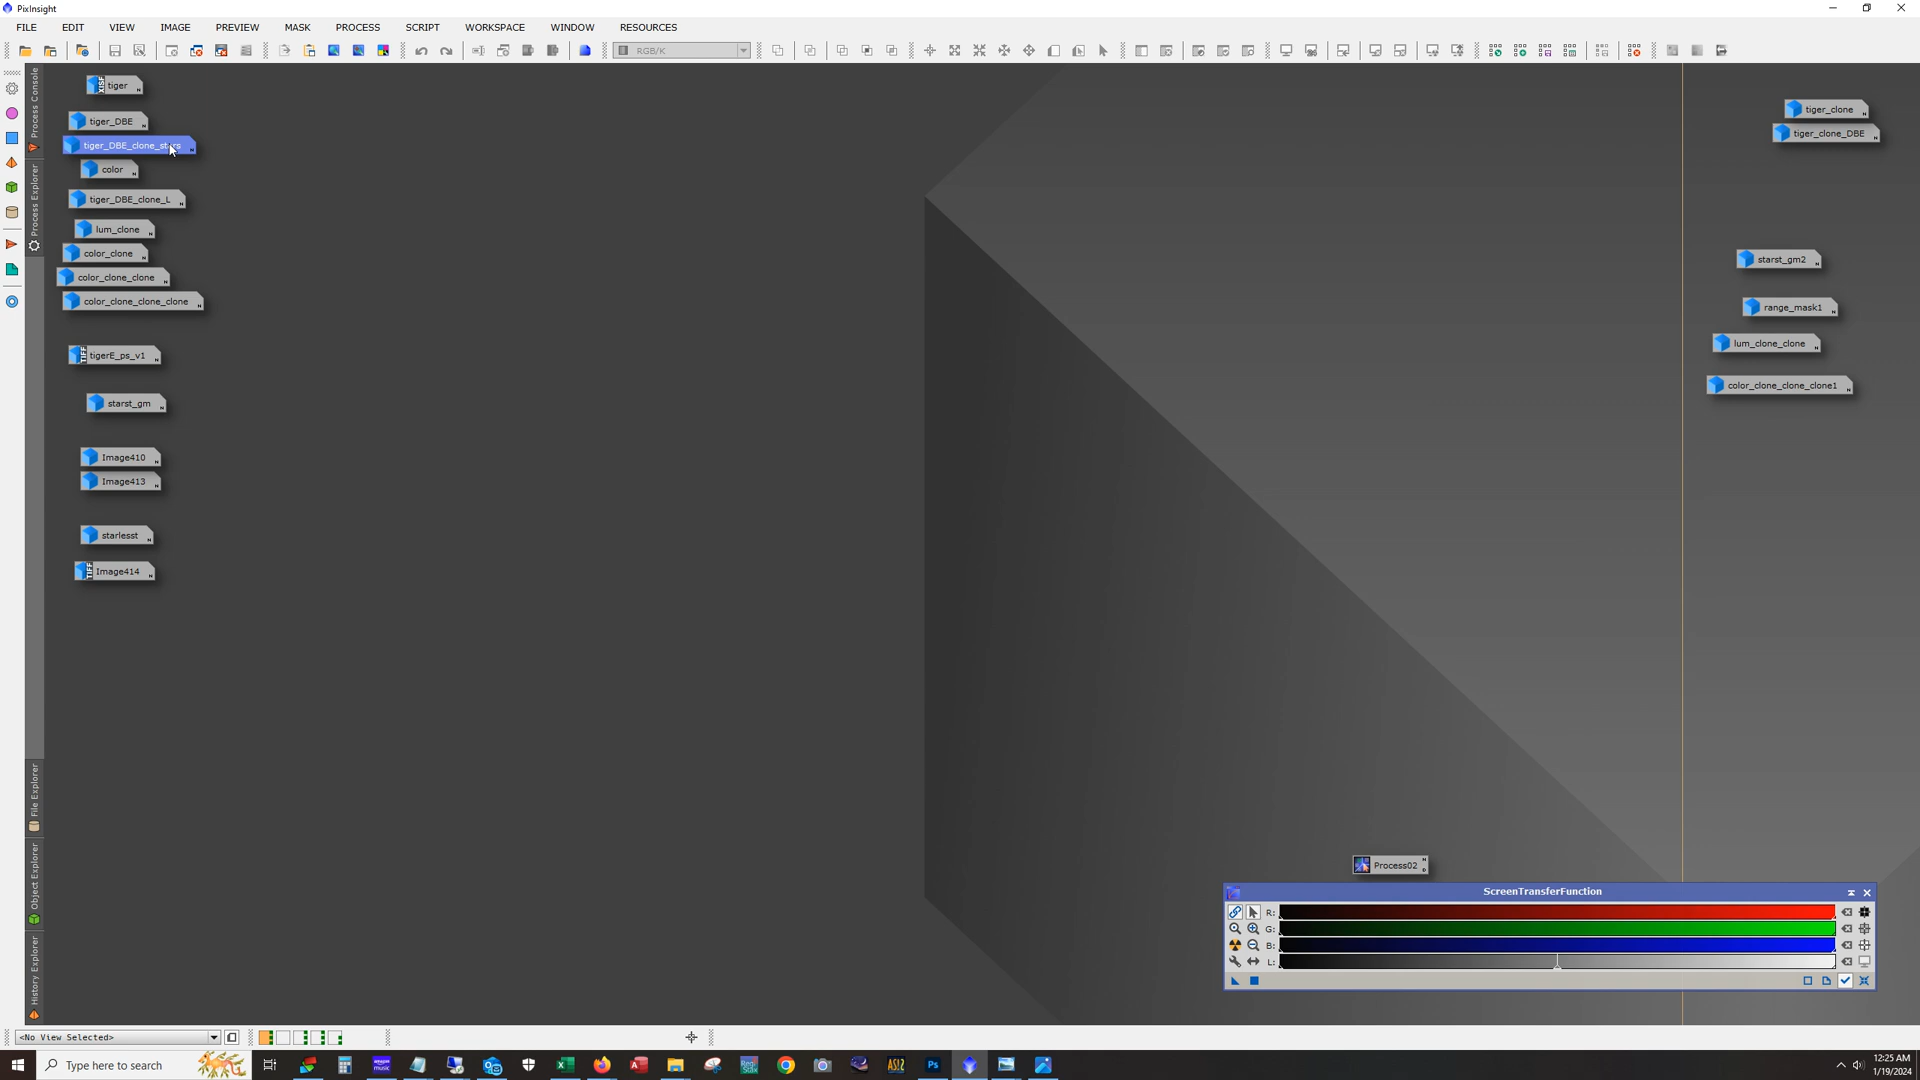 PixInsight
FILE EDIT VIEW IMAGE PREVIEW MASK PROCESS SCRIPT WORKSPACE WINDOW RESOURCES
RGB/K
Process Console
Process Explorer
File Explorer
Object Explorer
History Explorer
tiger
tiger_DBE
tiger_DBE_clone_stars
color
tiger_DBE_clone_L
lum_clone
color_clone
color_clone_clone
color_clone_clone_clone
tigerE_ps_v1
starst_gm
Image410
Image413
starlesst
Image414
tiger_clone
tiger_clone_DBE
starst_gm2
range_mask1
lum_clone_clone
color_clone_clone_clone1
Process02
ScreenTransferFunction
R:
G:
B:
L:
<No View Selected>
Type here to search
12:25 AM
1/19/2024